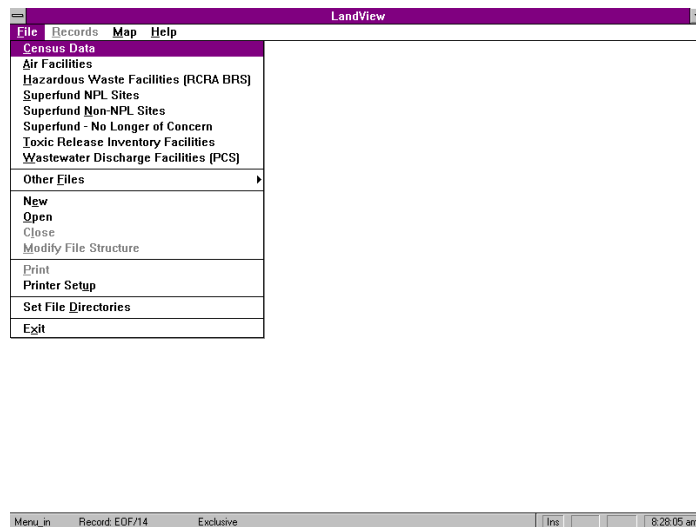 LandView
File Records Map Help
Census Data
Air Facilities
Hazardous Waste Facilities (RCRA BRS)
Superfund NPL Sites
Superfund Non-NPL Sites
Superfund - No Longer of Concern
Toxic Release Inventory Facilities
Wastewater Discharge Facilities (PCS)
Other Files
New
Open
Close
Modify File Structure
Print
Printer Setup
Set File Directories
Exit
Menu_in Record: EOF/14 Exclusive Ins 8:28:05 am